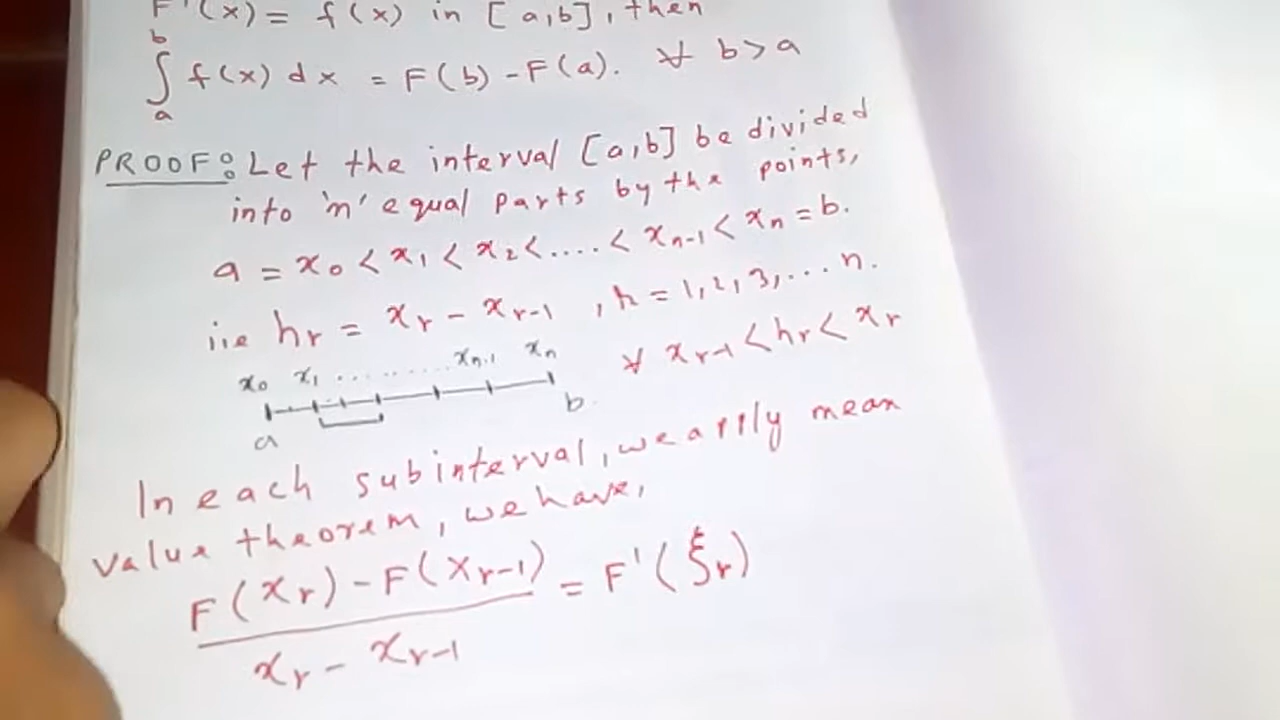 F'(x) = f(x) in [a,b], then
∫_a^b f(x) dx = F(b) - F(a). ∀ b > a
PROOF: Let the interval [a,b] be divided
into 'n' equal parts by the points,
a = x₀ < x₁ < x₂ < .... < xₙ₋₁ < xₙ = b.
i.e hᵣ = xᵣ - xᵣ₋₁ , r = 1, 2, 3, ... n.
∀ xᵣ₋₁ < hᵣ < xᵣ
x₀ x₁ ........ xₙ₋₁ xₙ
a b.
In each subinterval, we apply mean
value theorem, we have,
F(xᵣ) - F(xᵣ₋₁) = F'(ξᵣ)
xᵣ - xᵣ₋₁